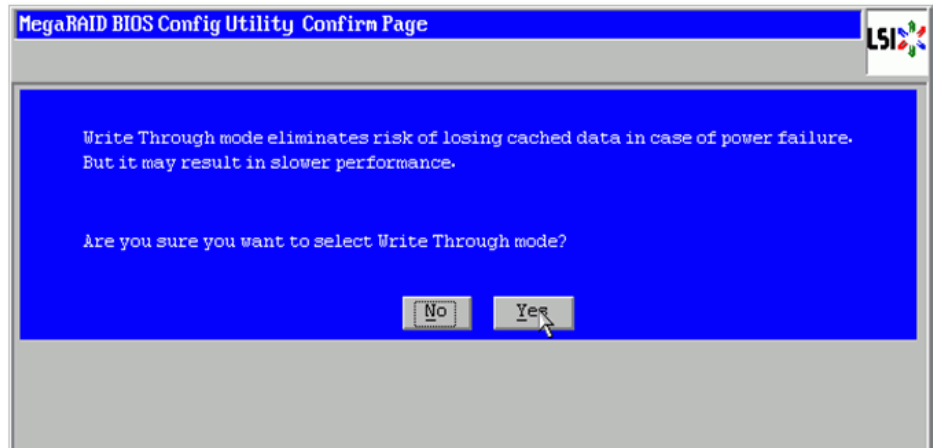 MegaRAID BIOS Config Utility Confirm Page
LSI
Write Through mode eliminates risk of losing cached data in case of power failure.
But it may result in slower performance.
Are you sure you want to select Write Through mode?
No Yes